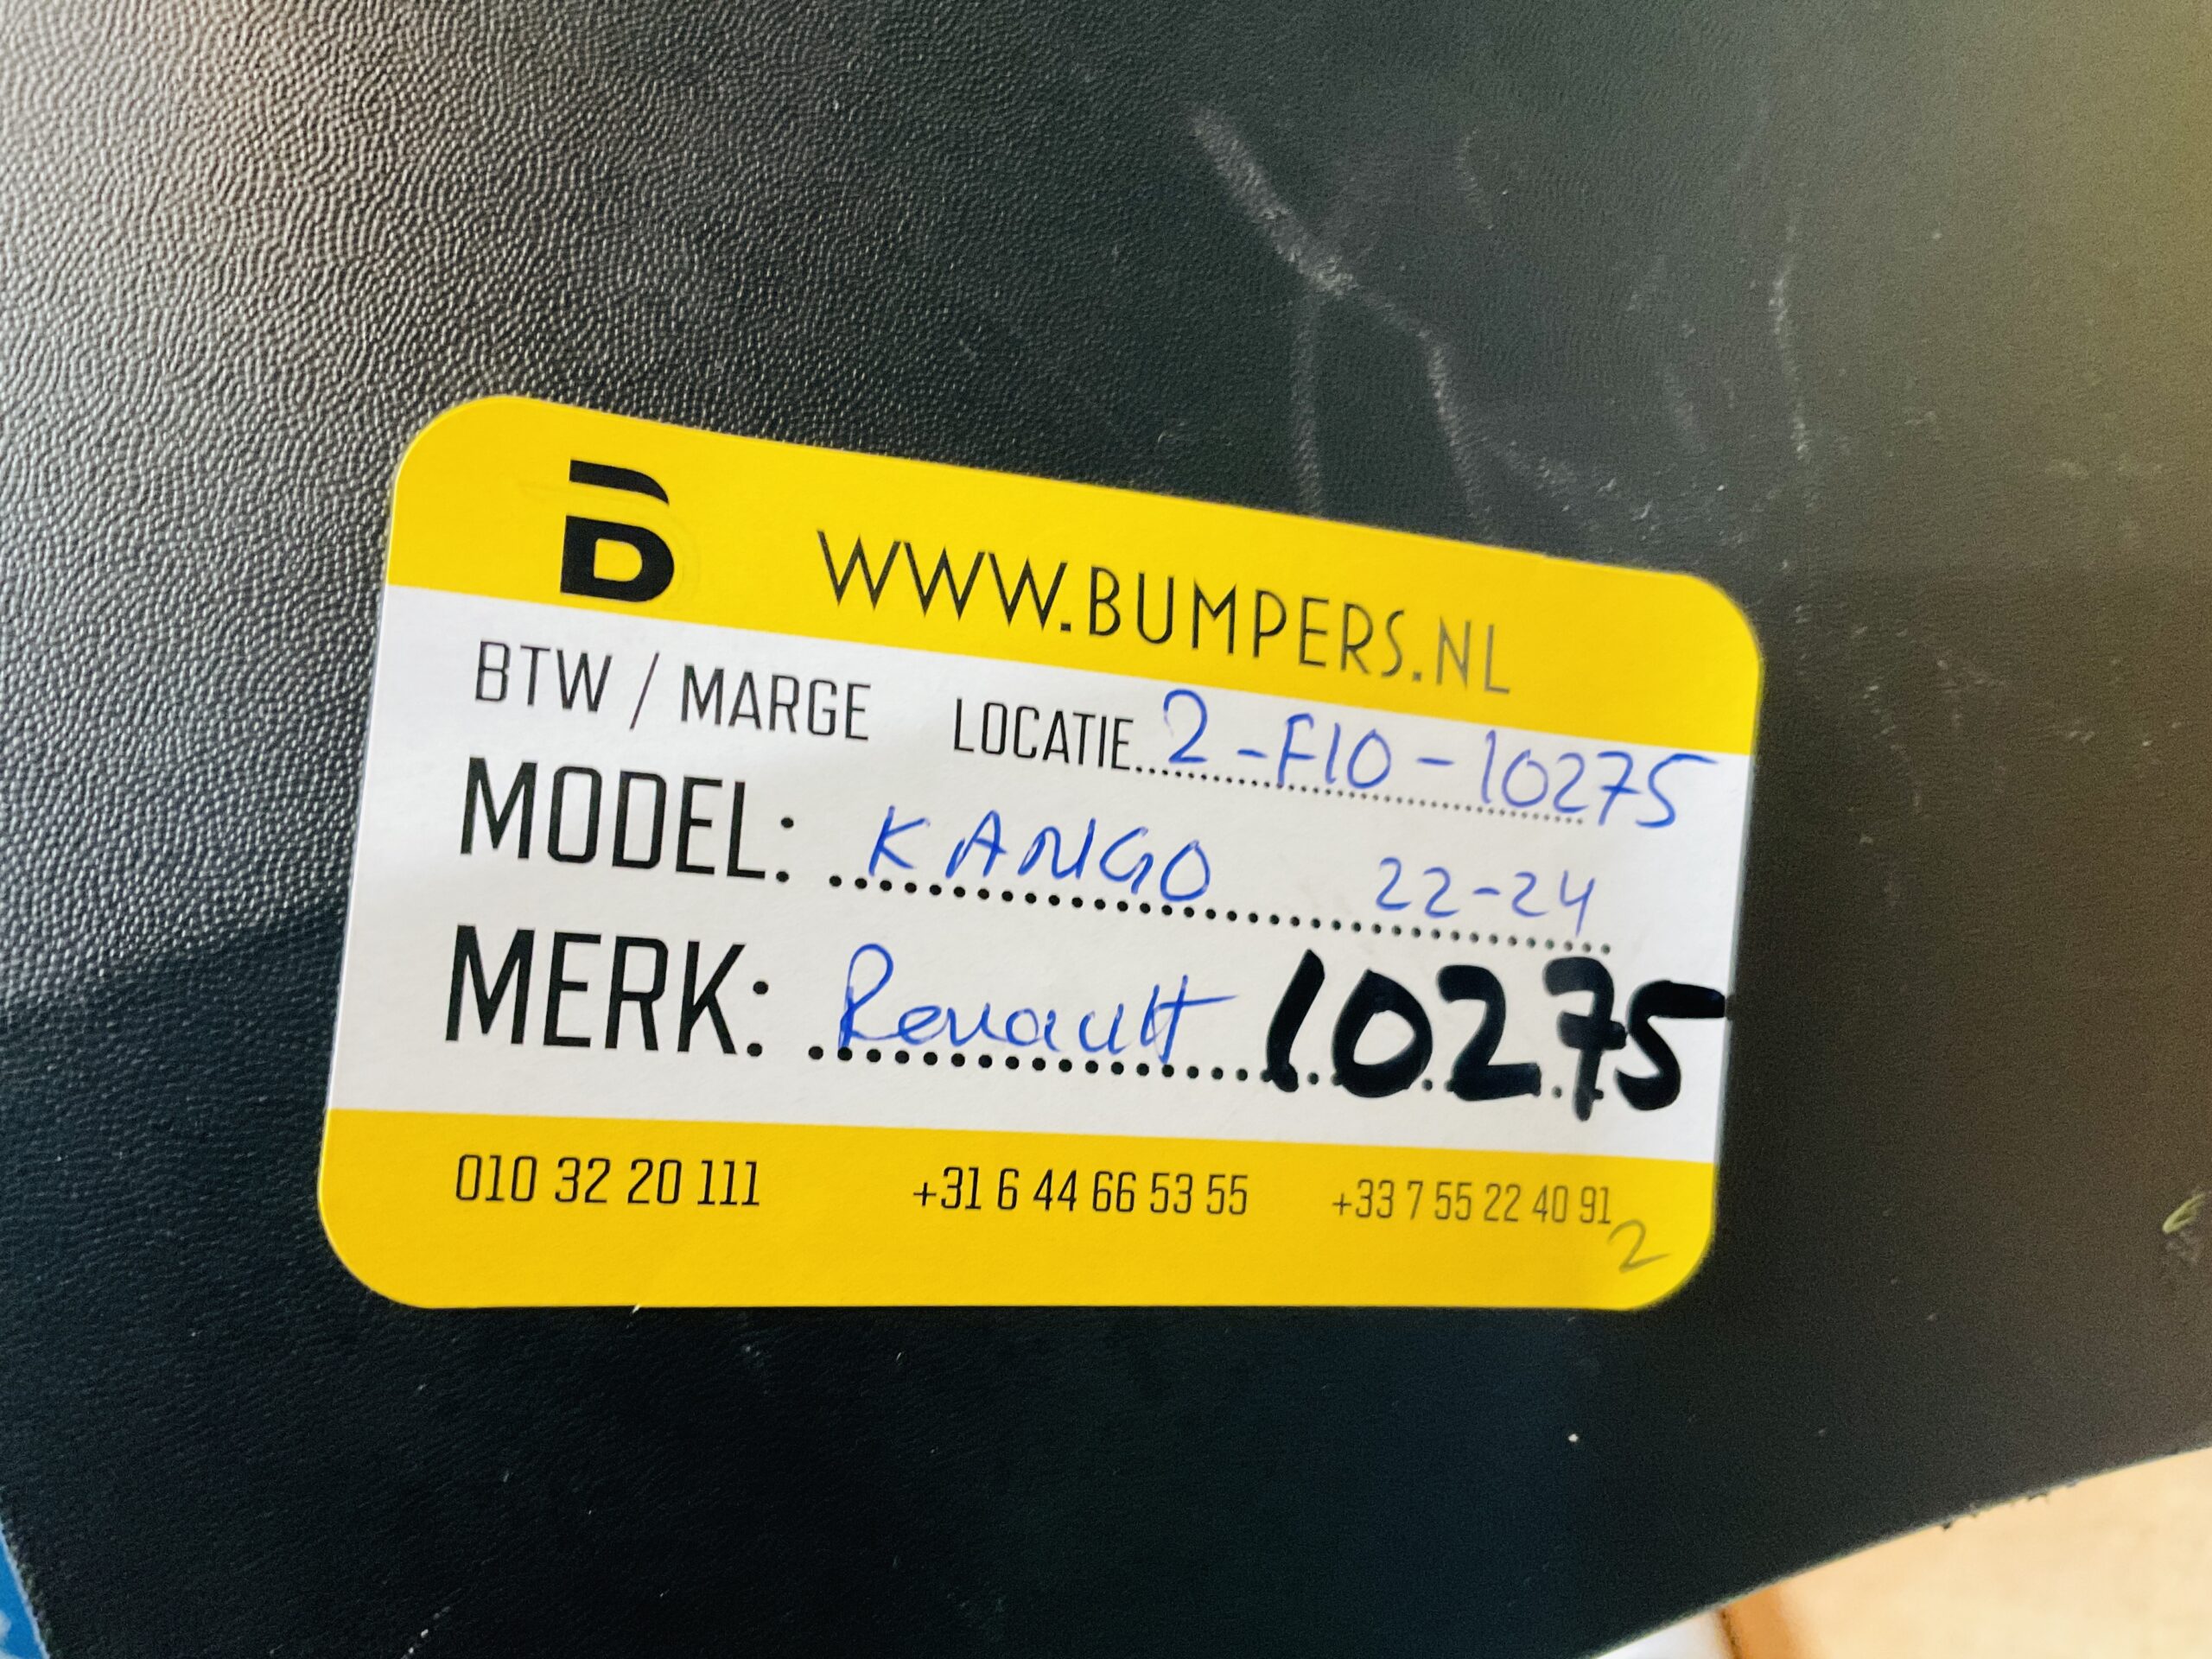 WWW.BUMPERS.NL
BTW / MARGE LOCATIE 2-F10-10275
MODEL: KANGO 22-24
MERK: Renault 10275
010 32 20 111 +31 6 44 66 53 55 +33 7 55 22 40 91
2